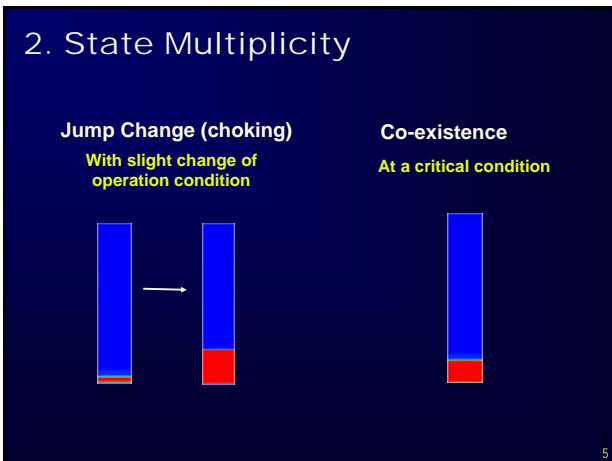 2. State Multiplicity
Jump Change (choking)
With slight change of
operation condition
Co-existence
At a critical condition
5